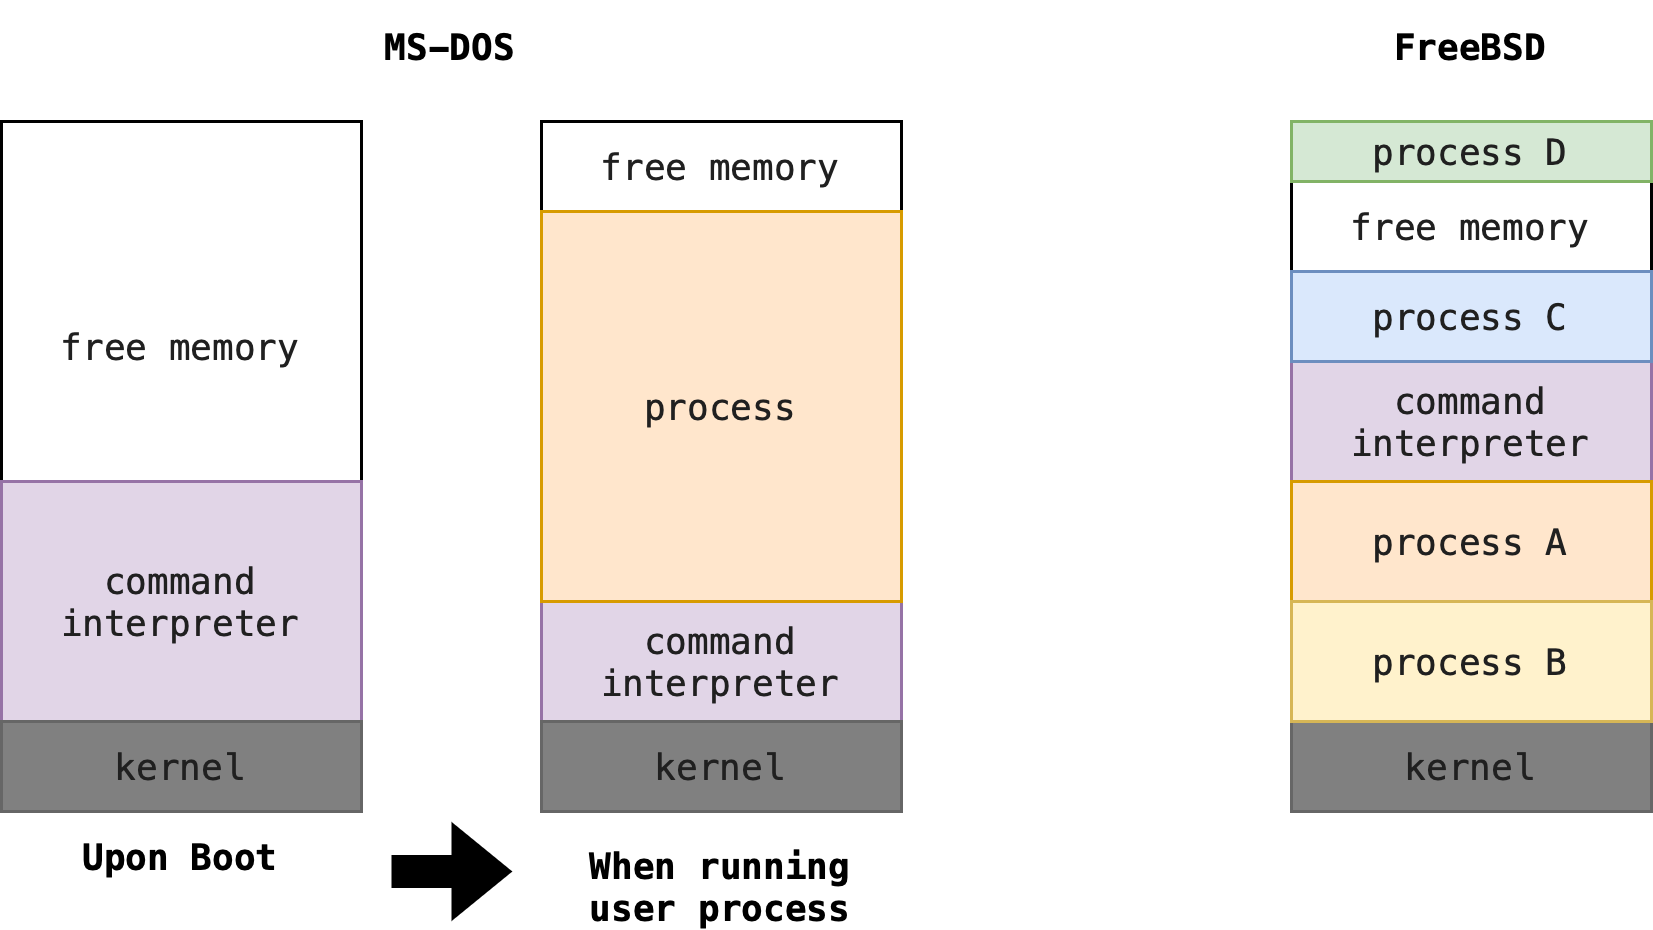 MS–DOS
free memory
command
interpreter
kernel
Upon Boot
free memory
process
command
interpreter
kernel
When running
user process
FreeBSD
process D
free memory
process C
command
interpreter
process A
process B
kernel